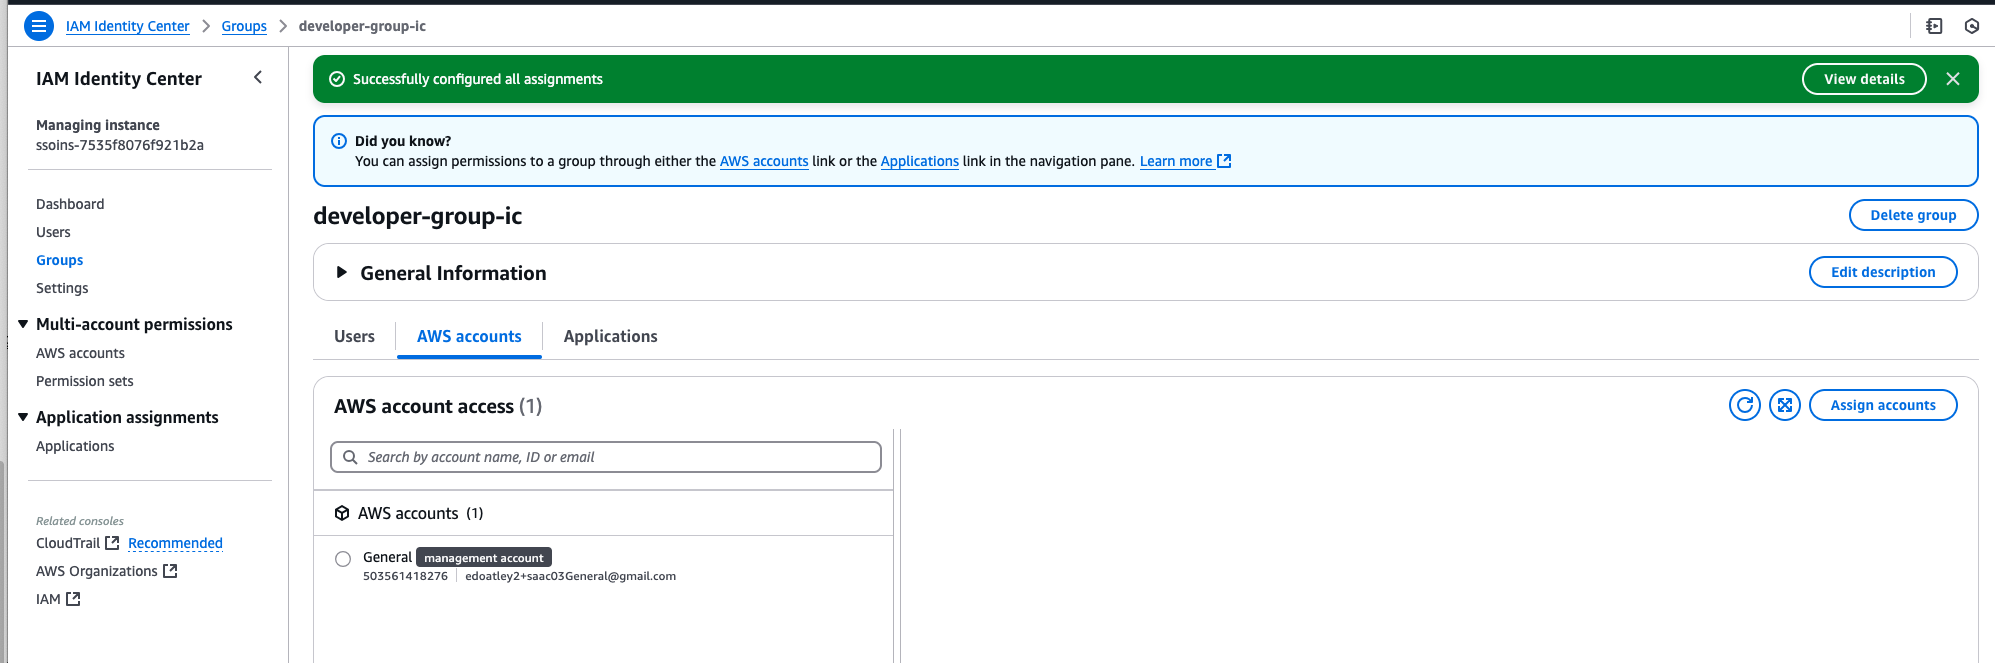 IAM Identity Center > Groups > developer-group-ic
IAM Identity Center
Managing instance
ssoins-7535f8076f921b2a
Dashboard
Users
Groups
Settings
Multi-account permissions
AWS accounts
Permission sets
Application assignments
Applications
Related consoles
CloudTrail Recommended
AWS Organizations
IAM
Successfully configured all assignments
View details
Did you know?
You can assign permissions to a group through either the AWS accounts link or the Applications link in the navigation pane. Learn more
developer-group-ic
Delete group
General Information
Edit description
Users AWS accounts Applications
AWS account access (1)
Assign accounts
Search by account name, ID or email
AWS accounts (1)
General management account
503561418276 | edoatley2+saac03General@gmail.com